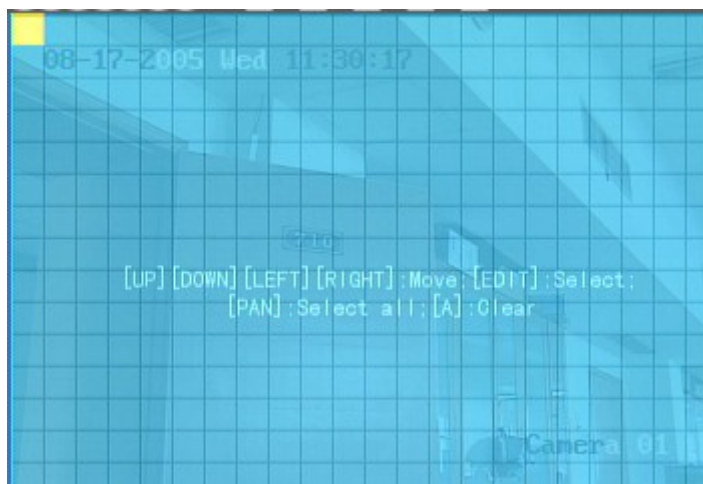 08-17-2005 Wed 11:30:17
710
[UP][DOWN][LEFT][RIGHT]:Move;[EDIT]:Select;
[PAN]:Select all;[A]:Clear
Camera 01